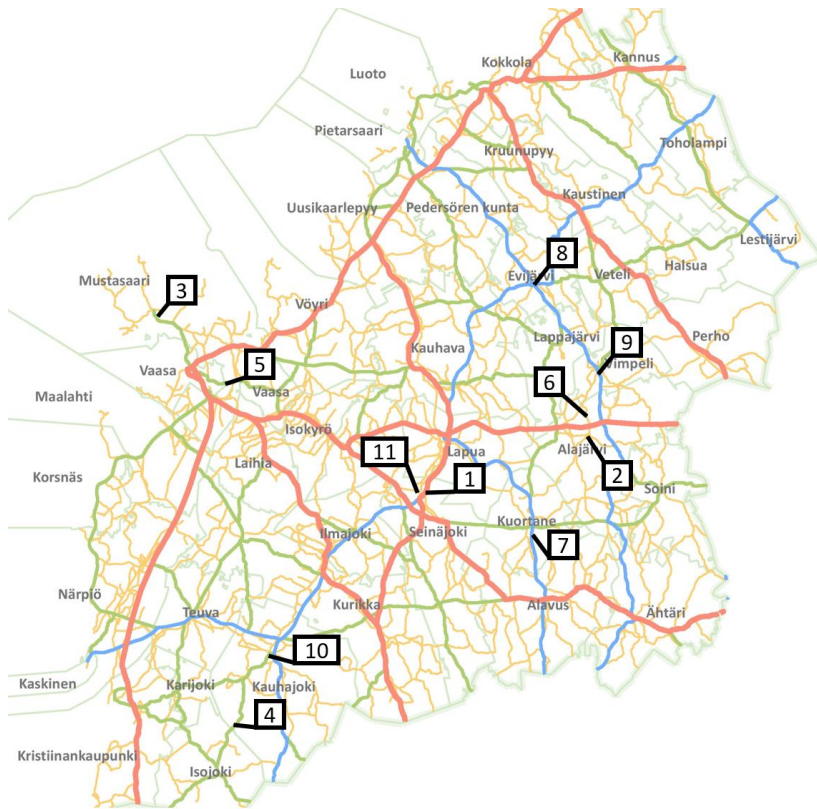 Kokkola
Kannus
Luoto
Pietarsaari
Kruunupyy
Toholampi
Kaustinen
Uusikaarlepyy
Pedersören kunta
Lestijärvi
8
Mustasaari
3
Evijärvi
Veteli
Halsua
Vöyri
Lappajärvi
9
Perho
Kauhava
Vimpeli
Vaasa
5
6
Maalahti
Vaasa
Isokyrö
11
Lapua
Alajärvi
Laihia
1
2
Korsnäs
Soini
Ilmajoki
Seinäjoki
Kuortane
7
Närpiö
Teuva
Kurikka
Alavus
Ähtäri
10
Kaskinen
Karijoki
Kauhajoki
4
Kristiinankaupunki
Isojoki